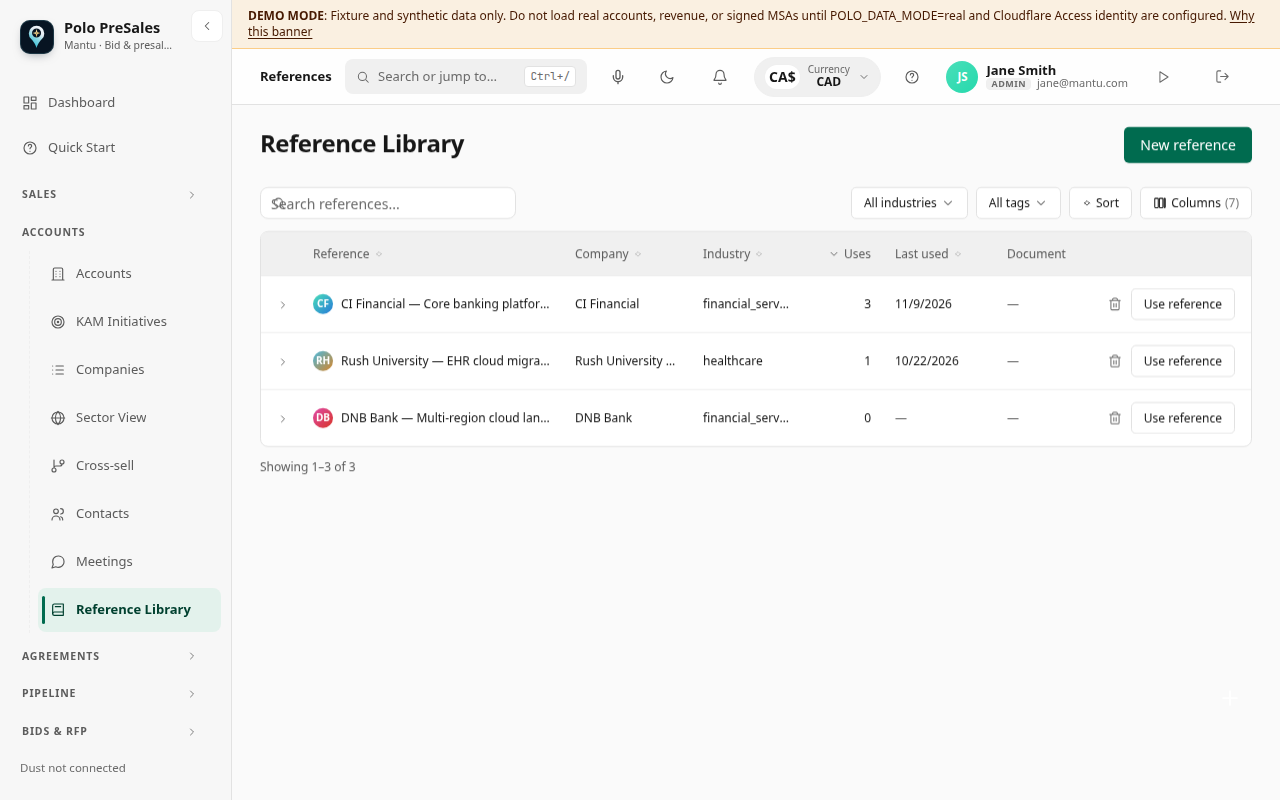 Polo PreSales
Mantu · Bid & presal...
Dashboard
Quick Start
SALES
ACCOUNTS
Accounts
KAM Initiatives
Companies
Sector View
Cross-sell
Contacts
Meetings
Reference Library
AGREEMENTS
PIPELINE
BIDS & RFP
Dust not connected
DEMO MODE: Fixture and synthetic data only. Do not load real accounts, revenue, or signed MSAs until POLO_DATA_MODE=real and Cloudflare Access identity are configured. Why
this banner
References
Search or jump to...
Ctrl+/
CA$
Currency
CAD
JS
Jane Smith
ADMIN jane@mantu.com
Reference Library
New reference
Search references...
All industries
All tags
Sort
Columns (7)
Reference Company Industry Uses Last used Document
CF CI Financial — Core banking platfor... CI Financial financial_serv... 3 11/9/2026 — Use reference
RH Rush University — EHR cloud migra... Rush University ... healthcare 1 10/22/2026 — Use reference
DB DNB Bank — Multi-region cloud lan... DNB Bank financial_serv... 0 — — Use reference
Showing 1–3 of 3